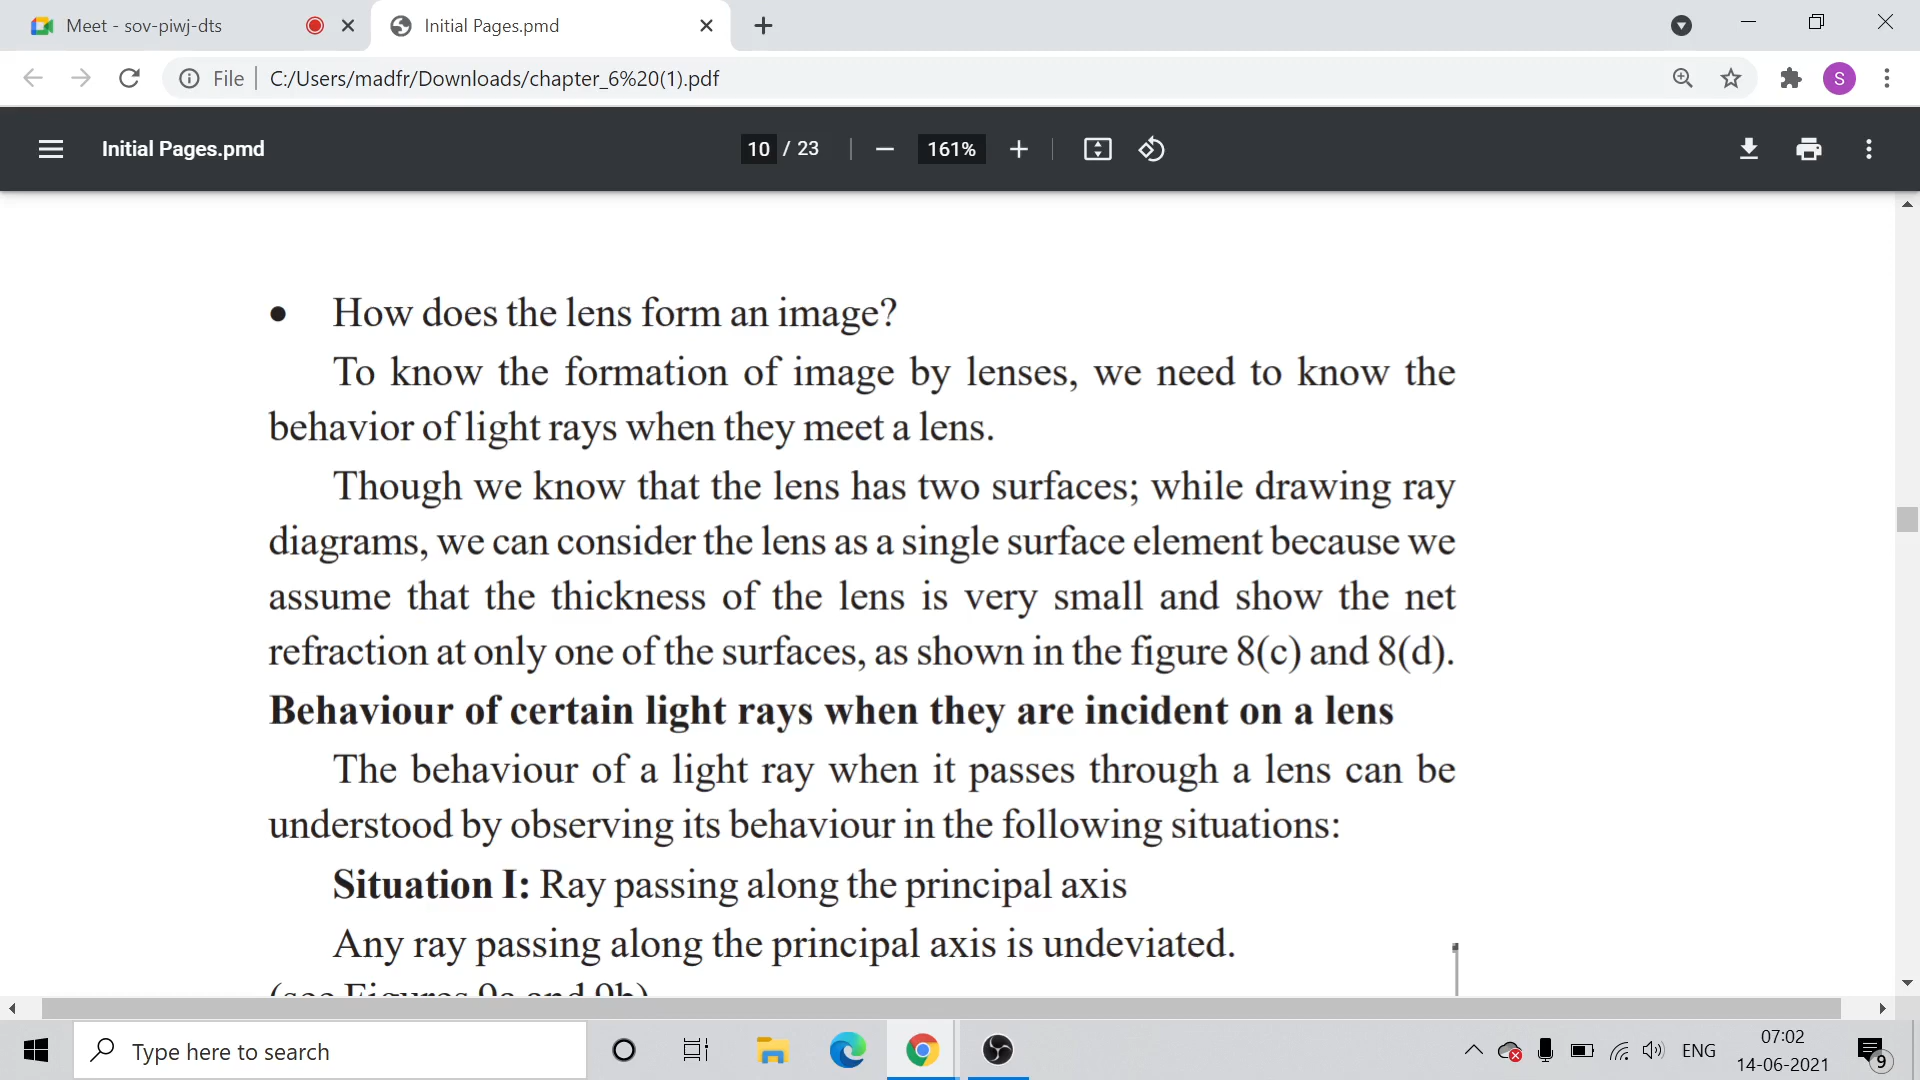 Meet - sov-piwj-dts
Initial Pages.pmd
File
C:/Users/madfr/Downloads/chapter_6%20(1).pdf
S
Initial Pages.pmd
10 / 23
161%
• How does the lens form an image?
To know the formation of image by lenses, we need to know the
behavior of light rays when they meet a lens.
Though we know that the lens has two surfaces; while drawing ray
diagrams, we can consider the lens as a single surface element because we
assume that the thickness of the lens is very small and show the net
refraction at only one of the surfaces, as shown in the figure 8(c) and 8(d).
Behaviour of certain light rays when they are incident on a lens
The behaviour of a light ray when it passes through a lens can be
understood by observing its behaviour in the following situations:
Situation I: Ray passing along the principal axis
Any ray passing along the principal axis is undeviated.
(see Figures 9a and 9b)
Type here to search
ENG
07:02
14-06-2021
9